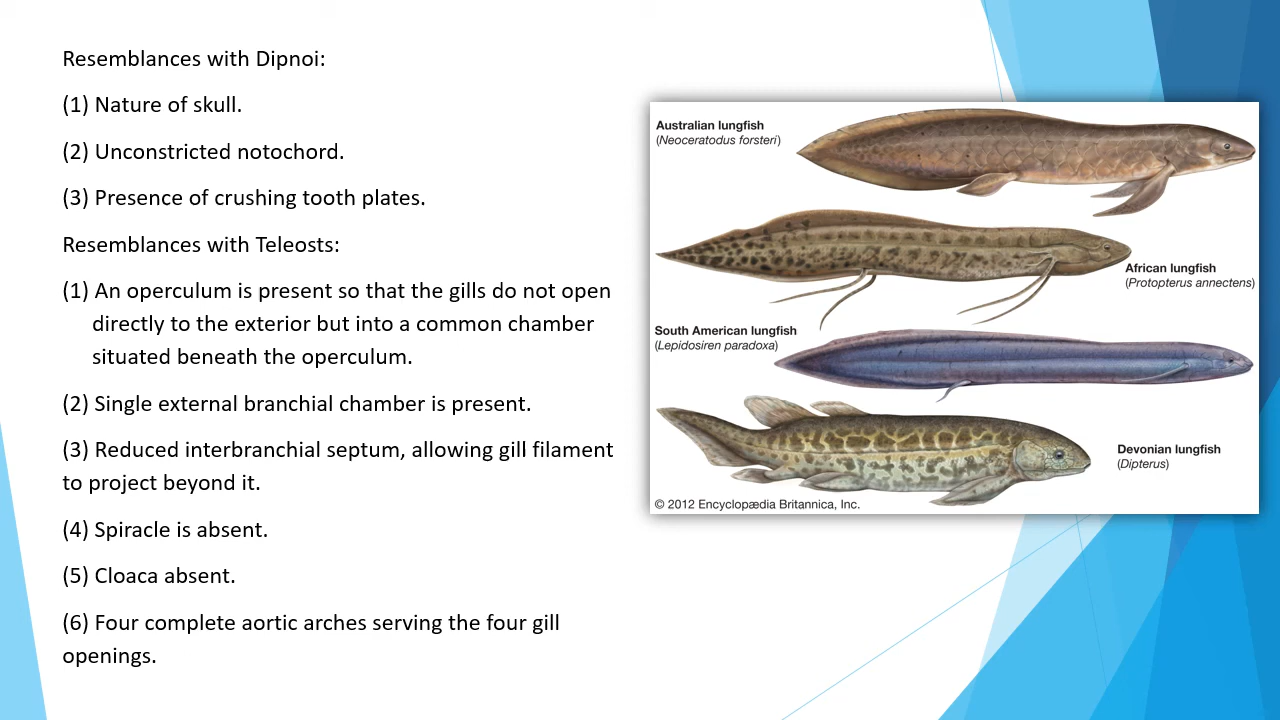 Resemblances with Dipnoi:
(1) Nature of skull.
(2) Unconstricted notochord.
(3) Presence of crushing tooth plates.
Resemblances with Teleosts:
(1) An operculum is present so that the gills do not open
directly to the exterior but into a common chamber
situated beneath the operculum.
(2) Single external branchial chamber is present.
(3) Reduced interbranchial septum, allowing gill filament
to project beyond it.
(4) Spiracle is absent.
(5) Cloaca absent.
(6) Four complete aortic arches serving the four gill
openings.
Australian lungfish
(Neoceratodus forsteri)
African lungfish
(Protopterus annectens)
South American lungfish
(Lepidosiren paradoxa)
Devonian lungfish
(Dipterus)
© 2012 Encyclopædia Britannica, Inc.